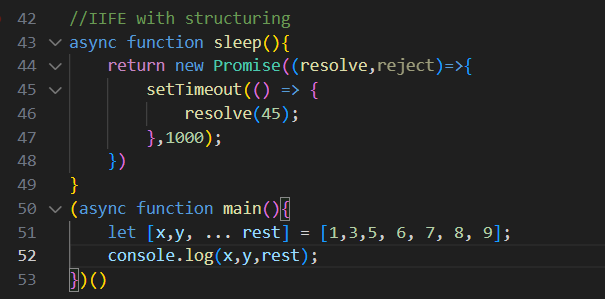 42 //IIFE with structuring
43 async function sleep(){
44     return new Promise((resolve,reject)=>{
45         setTimeout(() => {
46             resolve(45);
47         },1000);
48     })
49 }
50 (async function main(){
51     let [x,y, ... rest] = [1,3,5, 6, 7, 8, 9];
52     console.log(x,y,rest);
53 })()